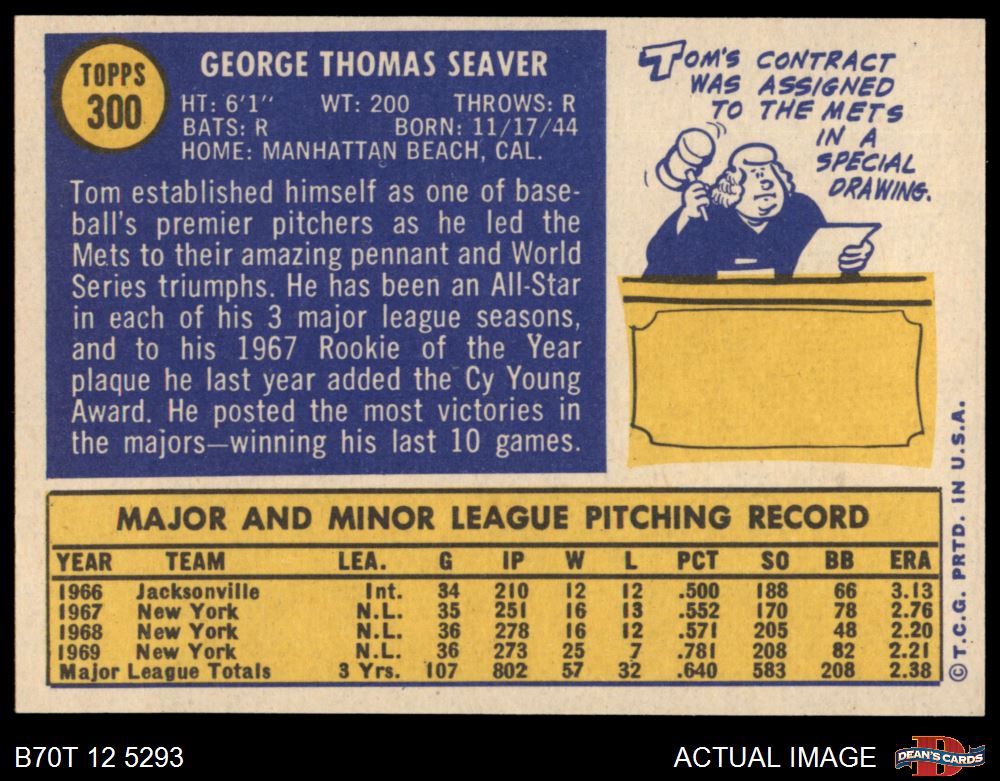 TOPPS
300
GEORGE THOMAS SEAVER
HT: 6'1" WT: 200 THROWS: R
BATS: R BORN: 11/17/44
HOME: MANHATTAN BEACH, CAL.
Tom established himself as one of base-
ball's premier pitchers as he led the
Mets to their amazing pennant and World
Series triumphs. He has been an All-Star
in each of his 3 major league seasons,
and to his 1967 Rookie of the Year
plaque he last year added the Cy Young
Award. He posted the most victories in
the majors—winning his last 10 games.
TOM'S CONTRACT
WAS ASSIGNED
TO THE METS
IN A
SPECIAL
DRAWING.
MAJOR AND MINOR LEAGUE PITCHING RECORD
YEAR TEAM LEA. G IP W L PCT SO BB ERA
1966 Jacksonville Int. 34 210 12 12 .500 188 66 3.13
1967 New York N.L. 35 251 16 13 .552 170 78 2.76
1968 New York N.L. 36 278 16 12 .571 205 48 2.20
1969 New York N.L. 36 273 25 7 .781 208 82 2.21
Major League Totals 3 Yrs. 107 802 57 32 .640 583 208 2.38
© T.C.G. PRTD. IN U.S.A.
B70T 12 5293
ACTUAL IMAGE
D
DEAN'S CARDS